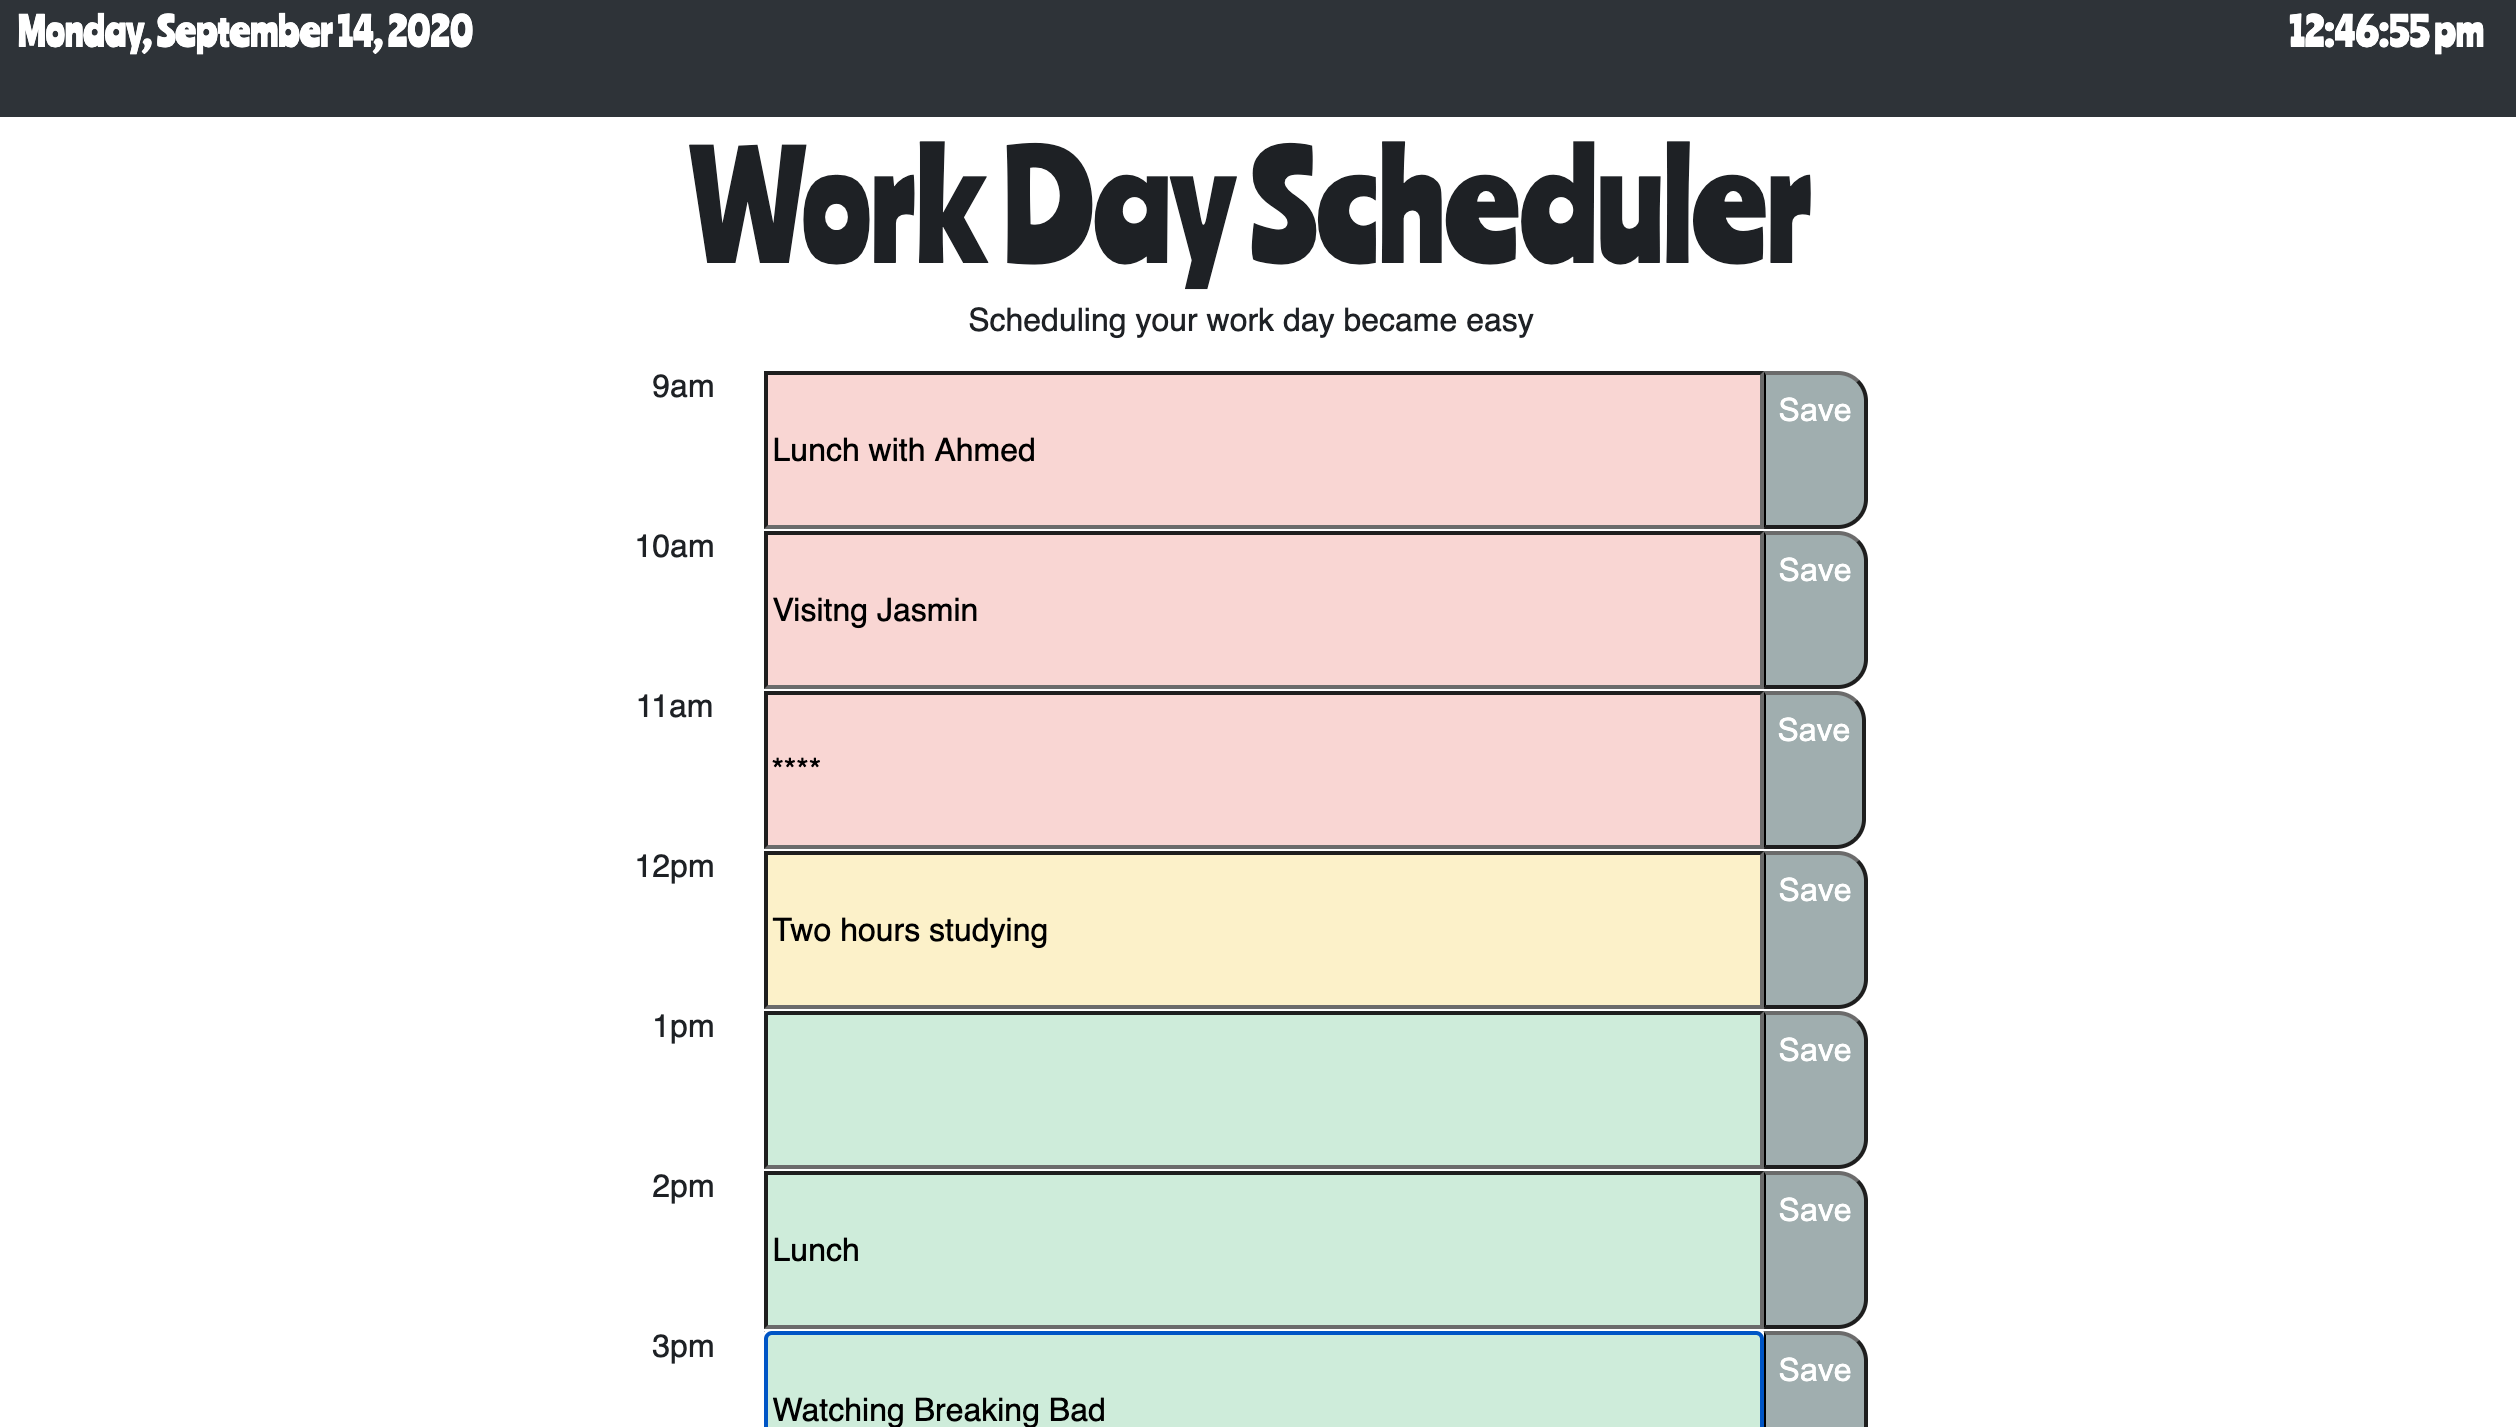 Monday, September 14, 2020
12:46:55 pm
Work Day Scheduler
Scheduling your work day became easy
9am
Lunch with Ahmed
Save
10am
Visitng Jasmin
Save
11am
****
Save
12pm
Two hours studying
Save
1pm
Save
2pm
Lunch
Save
3pm
Watching Breaking Bad
Save